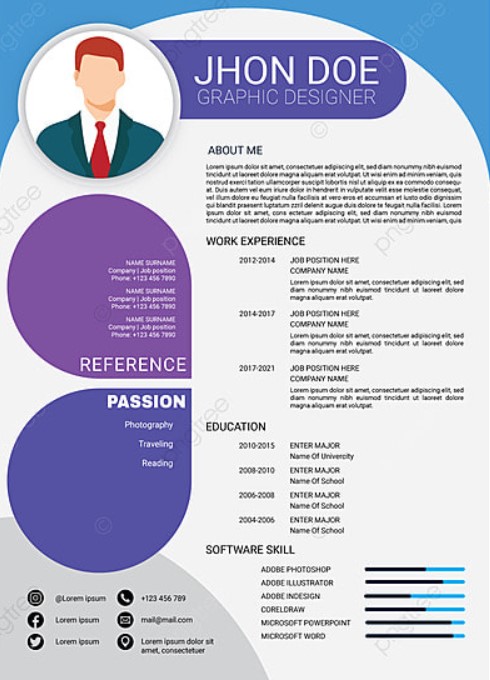 JHON DOE
GRAPHIC DESIGNER
ABOUT ME
Lorem ipsum dolor sit amet, consectetuer adipiscing elit, sed diam nonummy nibh euismod
tincidunt ut laoreet dolore magna aliquam erat volutpat. Ut wisi enim ad minim veniam, quis
nostrud exerci tation ullamcorper suscipit lobortis nisl ut aliquip ex ea commodo consequ-
at. Duis autem vel eum iriure dolor in hendrerit in vulputate velit esse molestie consequat,
vel illum dolore eu feugiat nulla facilisis at vero eros et accumsan et iusto odio dignissim
qui blandit praesent luptatum zzril delenit augue duis dolore te feugait nulla facilisi. Lorem
ipsum dolor sit amet, cons ectetuer adipiscing elit, sed diam nonummy nibh euismod
tincidunt ut laoreet dolore magna aliquam erat volutpat. Ut wisi enim ad minim veniam, quis
WORK EXPERIENCE
2012-2014 JOB POSITION HERE
COMPANY NAME
Lorem ipsum dolor sit amet, consectetuer adipiscing elit, sed
diam nonummy nibh euismod tincidunt ut laoreet dolore
magna aliquam erat volutpat.
2014-2017 JOB POSITION HERE
COMPANY NAME
Lorem ipsum dolor sit amet, consectetuer adipiscing elit, sed
diam nonummy nibh euismod tincidunt ut laoreet dolore
magna aliquam erat volutpat.
2017-2021 JOB POSITION HERE
COMPANY NAME
Lorem ipsum dolor sit amet, consectetuer adipiscing elit, sed
diam nonummy nibh euismod tincidunt ut laoreet dolore
magna aliquam erat volutpat.
EDUCATION
2010-2015 ENTER MAJOR
Name Of Univercity
2008-2010 ENTER MAJOR
Name Of School
2006-2008 ENTER MAJOR
Name Of School
2004-2006 ENTER MAJOR
Name Of School
SOFTWARE SKILL
ADOBE PHOTOSHOP
ADOBE ILLUSTRATOR
ADOBE INDESIGN
CORELDRAW
MICROSOFT POWERPOINT
MICROSOFT WORD
NAME SURNAME
Company | Job position
Phone: +123 456 7890
NAME SURNAME
Company | Job position
Phone: +123 456 7890
NAME SURNAME
Company | Job position
Phone: +123 456 7890
REFERENCE
PASSION
Photography
Traveling
Reading
@Lorem ipsum +123 456 789
Lorem ipsum mail@mail.com
Lorem ipsum Lorem ipsum dolor sit
amet, consectetuer
pngtree